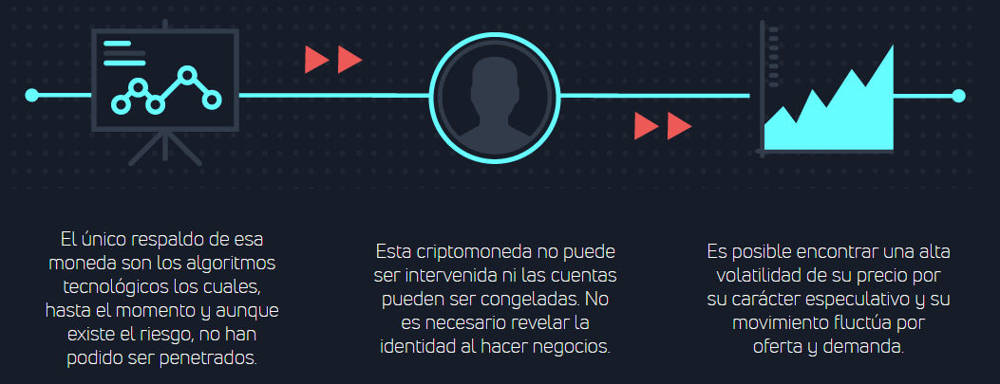 El único respaldo de esa
moneda son los algoritmos
tecnológicos los cuales,
hasta el momento y aunque
existe el riesgo, no han
podido ser penetrados.
Esta criptomoneda no puede
ser intervenida ni las cuentas
pueden ser congeladas. No
es necesario revelar la
identidad al hacer negocios.
Es posible encontrar una alta
volatilidad de su precio por
su carácter especulativo y su
movimiento fluctúa por
oferta y demanda.